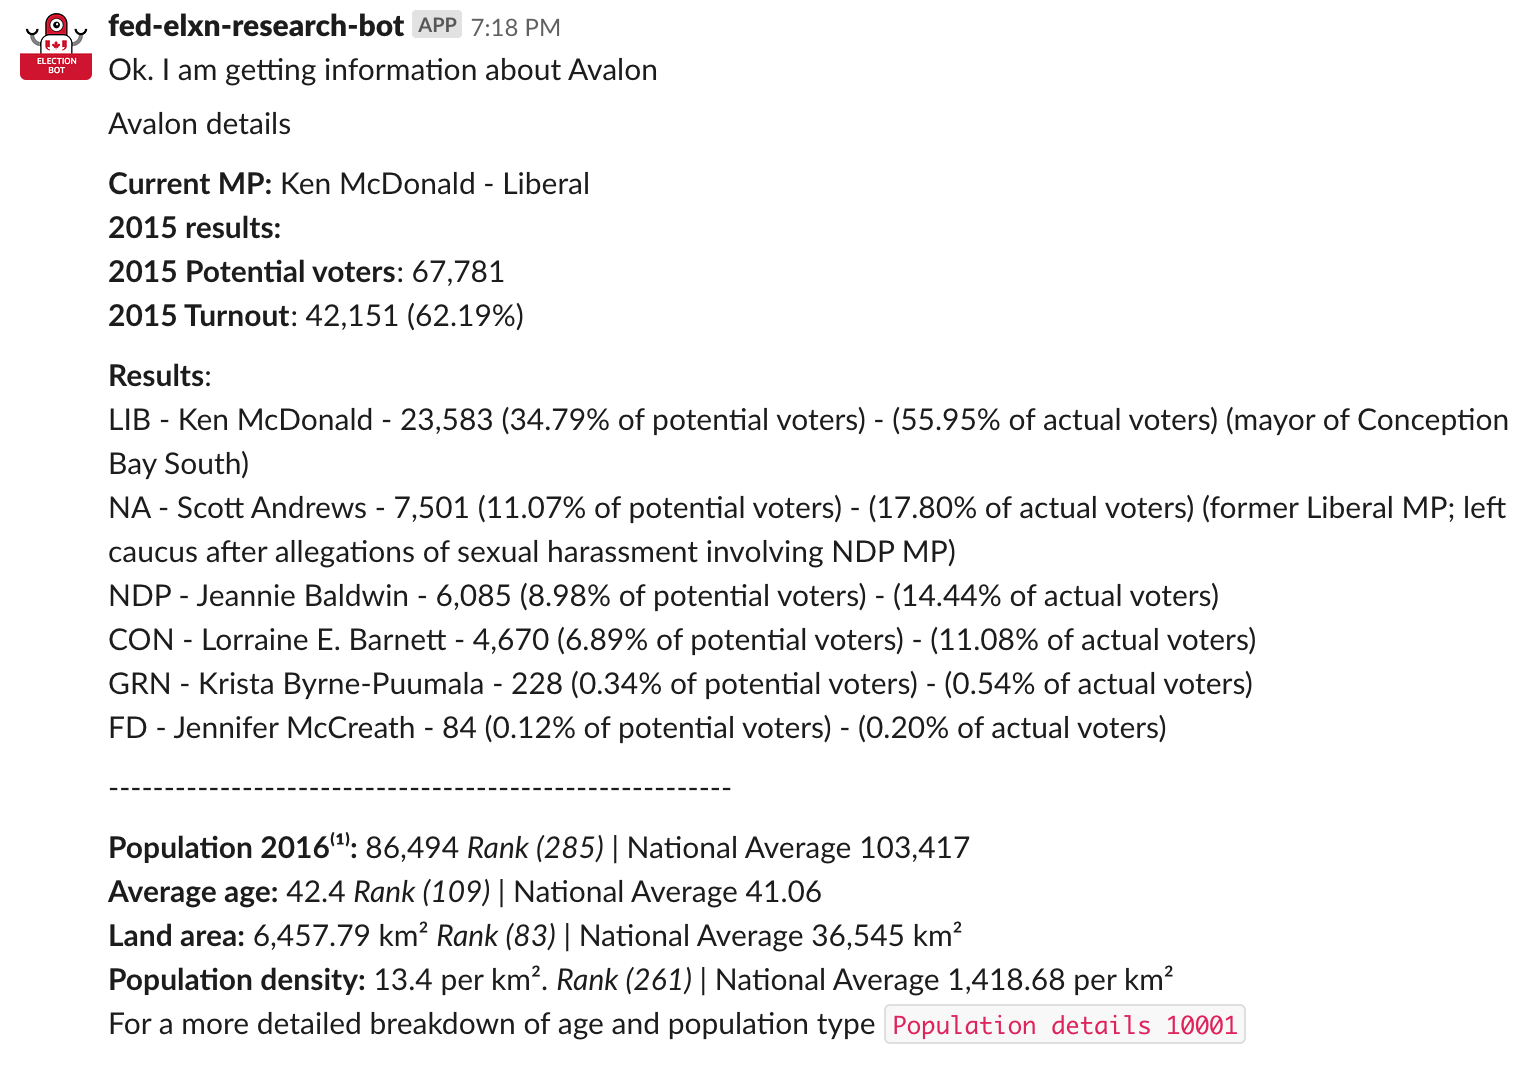 fed-elxn-research-bot APP 7:18 PM
ELECTION
BOT
Ok. I am getting information about Avalon
Avalon details
Current MP: Ken McDonald - Liberal
2015 results:
2015 Potential voters: 67,781
2015 Turnout: 42,151 (62.19%)
Results:
LIB - Ken McDonald - 23,583 (34.79% of potential voters) - (55.95% of actual voters) (mayor of Conception
Bay South)
NA - Scott Andrews - 7,501 (11.07% of potential voters) - (17.80% of actual voters) (former Liberal MP; left
caucus after allegations of sexual harassment involving NDP MP)
NDP - Jeannie Baldwin - 6,085 (8.98% of potential voters) - (14.44% of actual voters)
CON - Lorraine E. Barnett - 4,670 (6.89% of potential voters) - (11.08% of actual voters)
GRN - Krista Byrne-Puumala - 228 (0.34% of potential voters) - (0.54% of actual voters)
FD - Jennifer McCreath - 84 (0.12% of potential voters) - (0.20% of actual voters)
--------------------------------------------------------
Population 2016⁽¹⁾: 86,494 Rank (285) | National Average 103,417
Average age: 42.4 Rank (109) | National Average 41.06
Land area: 6,457.79 km² Rank (83) | National Average 36,545 km²
Population density: 13.4 per km². Rank (261) | National Average 1,418.68 per km²
For a more detailed breakdown of age and population type Population details 10001